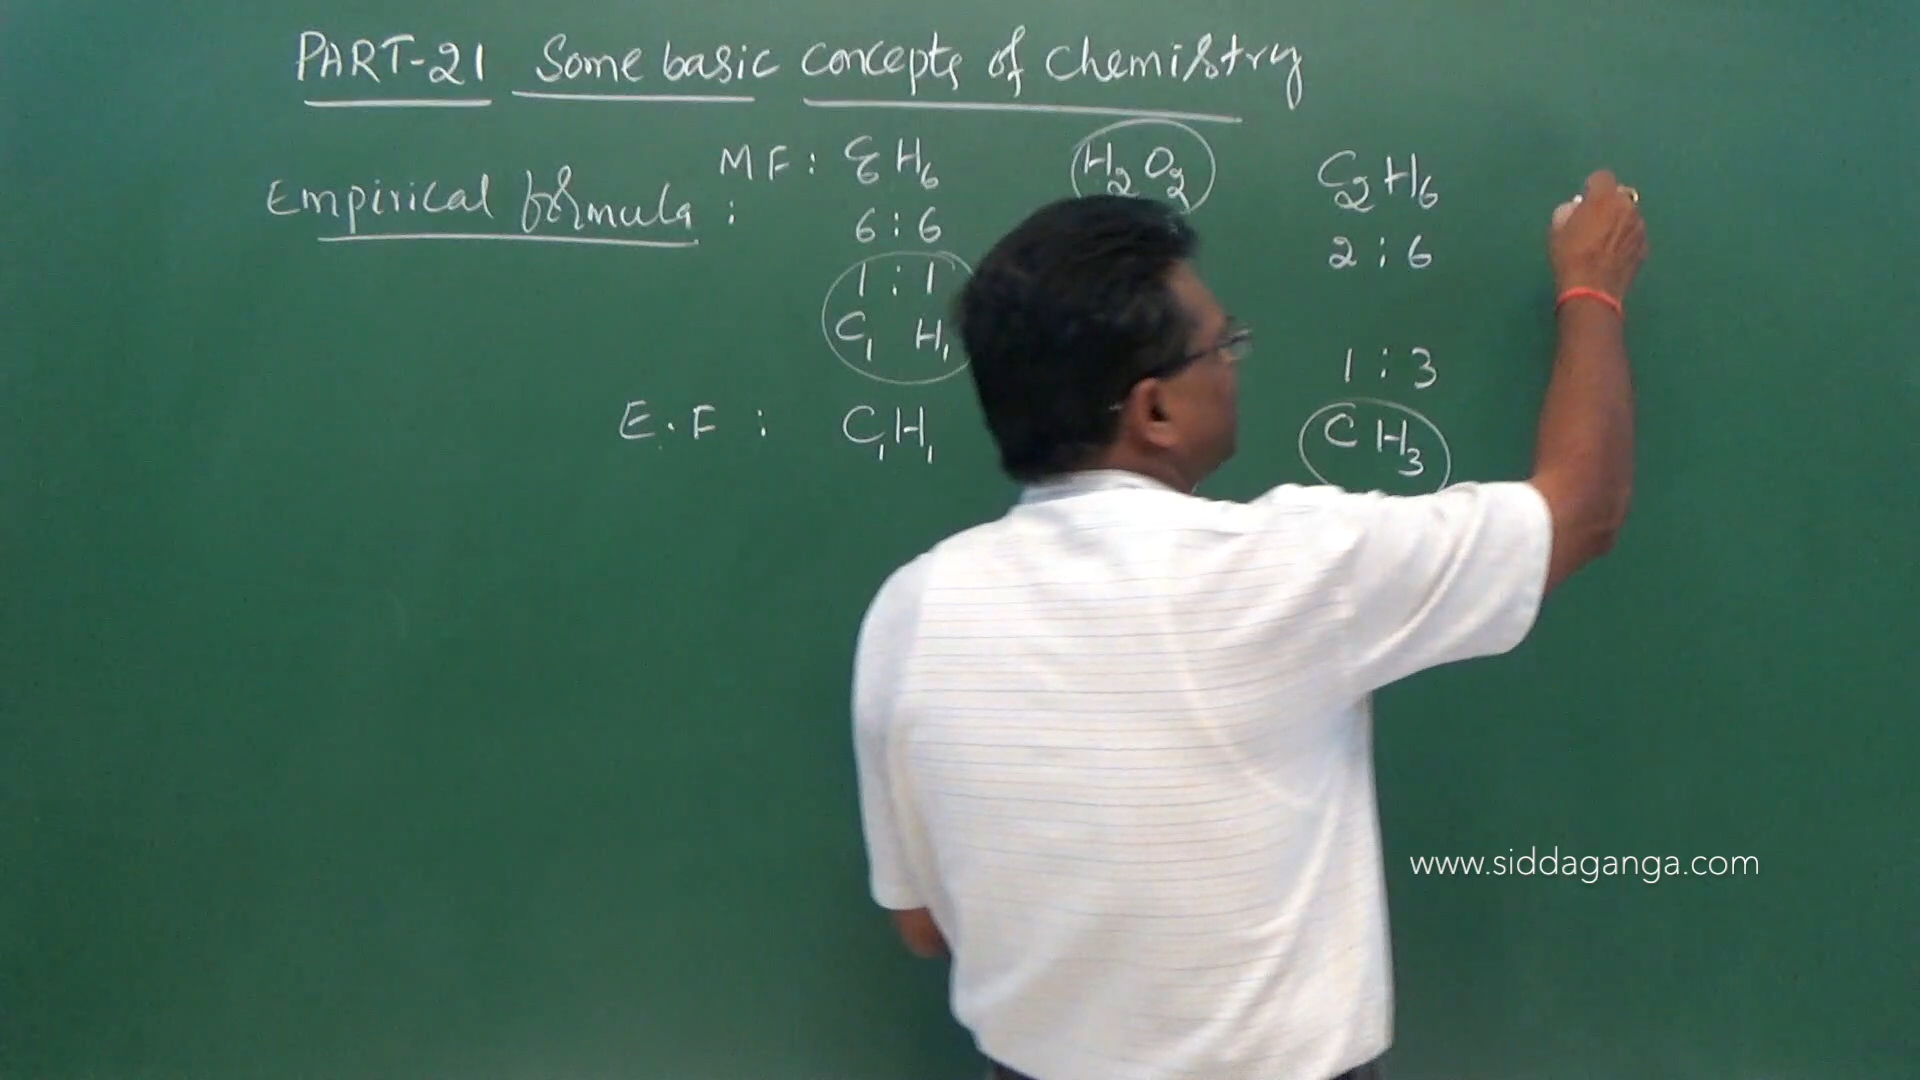 PART-21 Some basic concepts of chemistry
MF: C6H6 H2O2 C2H6
Empirical formula :
6:6 2:6
1:1
C1 H1 1:3
E.F : C1H1 CH3
www.siddaganga.com